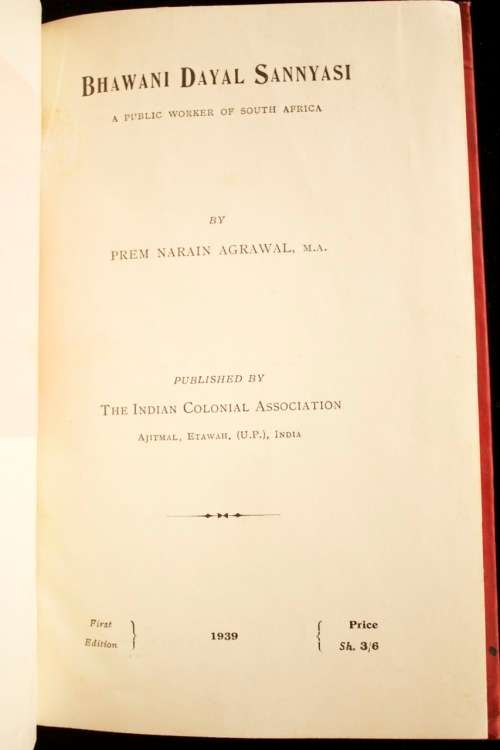 BHAWANI DAYAL SANNYASI
A PUBLIC WORKER OF SOUTH AFRICA
BY
PREM NARAIN AGRAWAL, M.A.
PUBLISHED BY
THE INDIAN COLONIAL ASSOCIATION
AJITMAL, ETAWAH, (U.P.), INDIA
First Edition } 1939 { Price Sh. 3/6